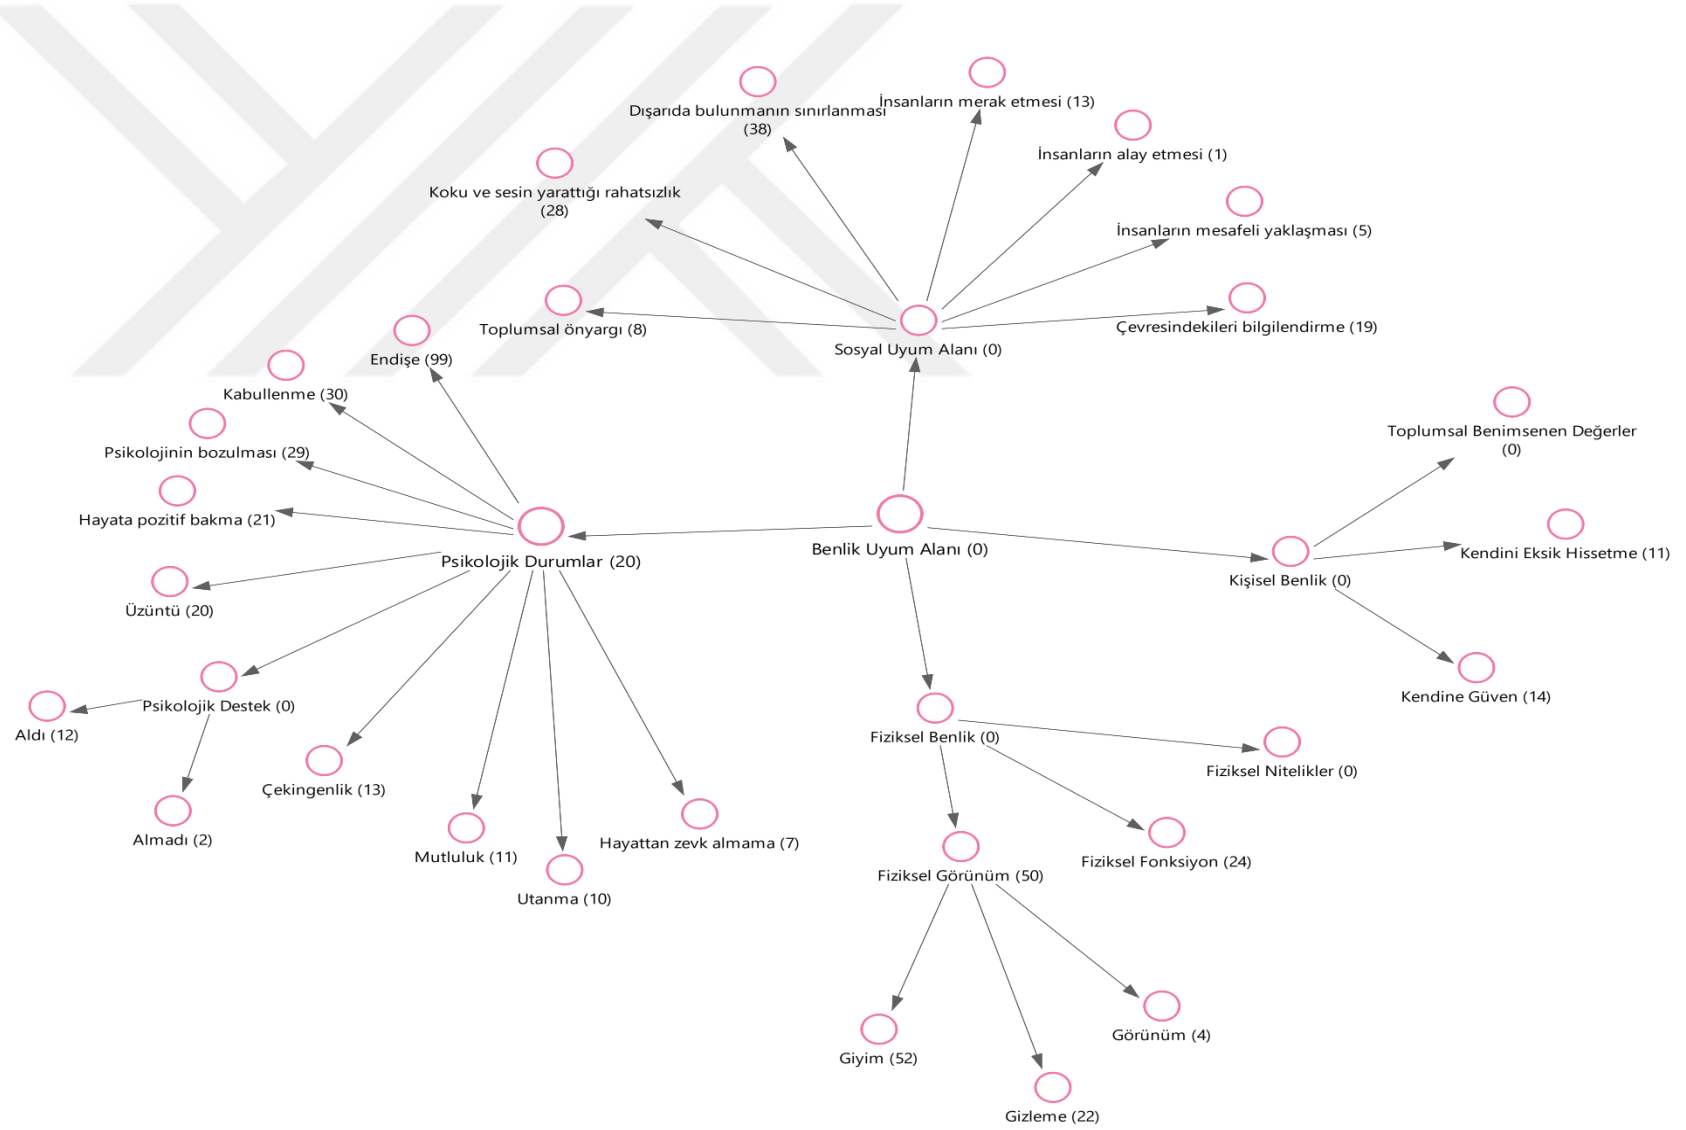 İnsanların merak etmesi (13)
Dışarıda bulunmanın sınırlanması
(38)
İnsanların alay etmesi (1)
Koku ve sesin yarattığı rahatsızlık
(28)
İnsanların mesafeli yaklaşması (5)
Toplumsal önyargı (8)
Çevresindekileri bilgilendirme (19)
Sosyal Uyum Alanı (0)
Endişe (99)
Kabullenme (30)
Psikolojinin bozulması (29)
Hayata pozitif bakma (21)
Toplumsal Benimsenen Değerler
(0)
Benlik Uyum Alanı (0)
Kendini Eksik Hissetme (11)
Psikolojik Durumlar (20)
Kişisel Benlik (0)
Üzüntü (20)
Kendine Güven (14)
Psikolojik Destek (0)
Aldı (12)
Fiziksel Benlik (0)
Fiziksel Nitelikler (0)
Çekingenlik (13)
Almadı (2)
Hayattan zevk almama (7)
Mutluluk (11)
Fiziksel Fonksiyon (24)
Fiziksel Görünüm (50)
Utanma (10)
Görünüm (4)
Giyim (52)
Gizleme (22)